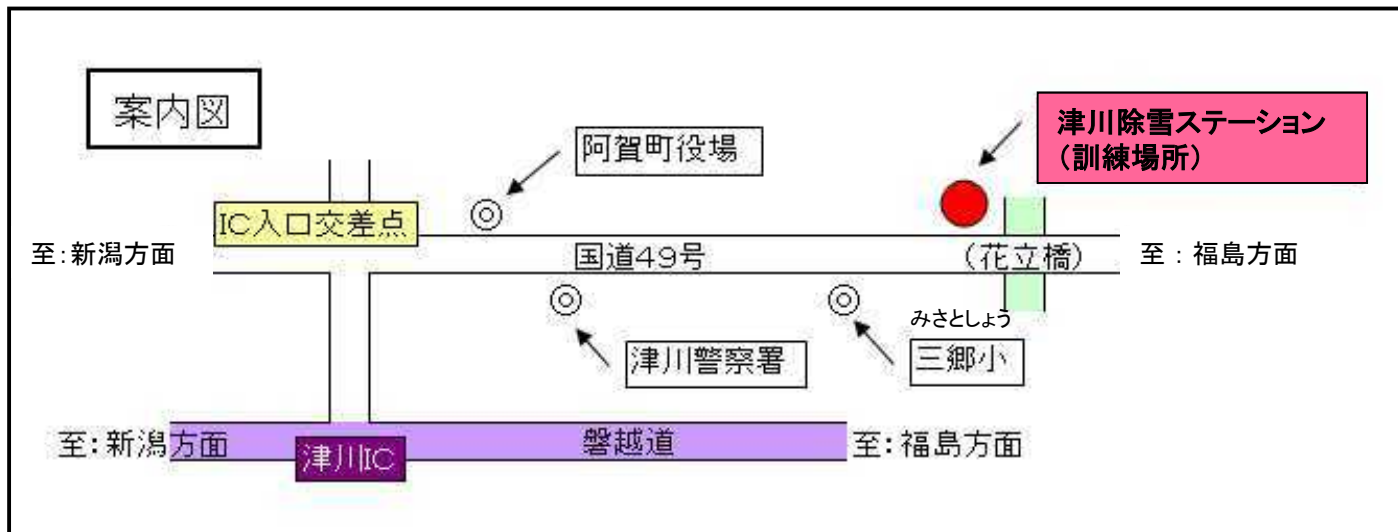 案内図
津川除雪ステーション
(訓練場所)
阿賀町役場
IC入口交差点
至:新潟方面
国道49号
(花立橋)
至:福島方面
みさとしょう
三郷小
津川警察署
至:新潟方面
津川IC
磐越道
至:福島方面